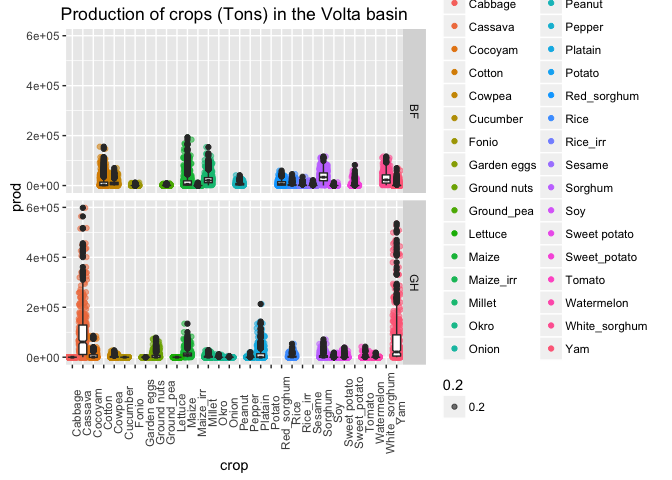 Production of crops (Tons) in the Volta basin
prod
6e+05
4e+05
2e+05
0e+00
BF
6e+05
4e+05
2e+05
0e+00
GH
Cabbage
Cassava
Cocoyam
Cotton
Cowpea
Cucumber
Fonio
Garden eggs
Ground nuts
Ground_pea
Lettuce
Maize
Maize_irr
Millet
Okro
Onion
Peanut
Pepper
Platain
Potato
Red_sorghum
Rice
Rice_irr
Sesame
Sorghum
Soy
Sweet potato
Sweet_potato
Tomato
Watermelon
White_sorghum
Yam
crop
Cabbage
Cassava
Cocoyam
Cotton
Cowpea
Cucumber
Fonio
Garden eggs
Ground nuts
Ground_pea
Lettuce
Maize
Maize_irr
Millet
Okro
Onion
Peanut
Pepper
Platain
Potato
Red_sorghum
Rice
Rice_irr
Sesame
Sorghum
Soy
Sweet potato
Sweet_potato
Tomato
Watermelon
White_sorghum
Yam
0.2
0.2